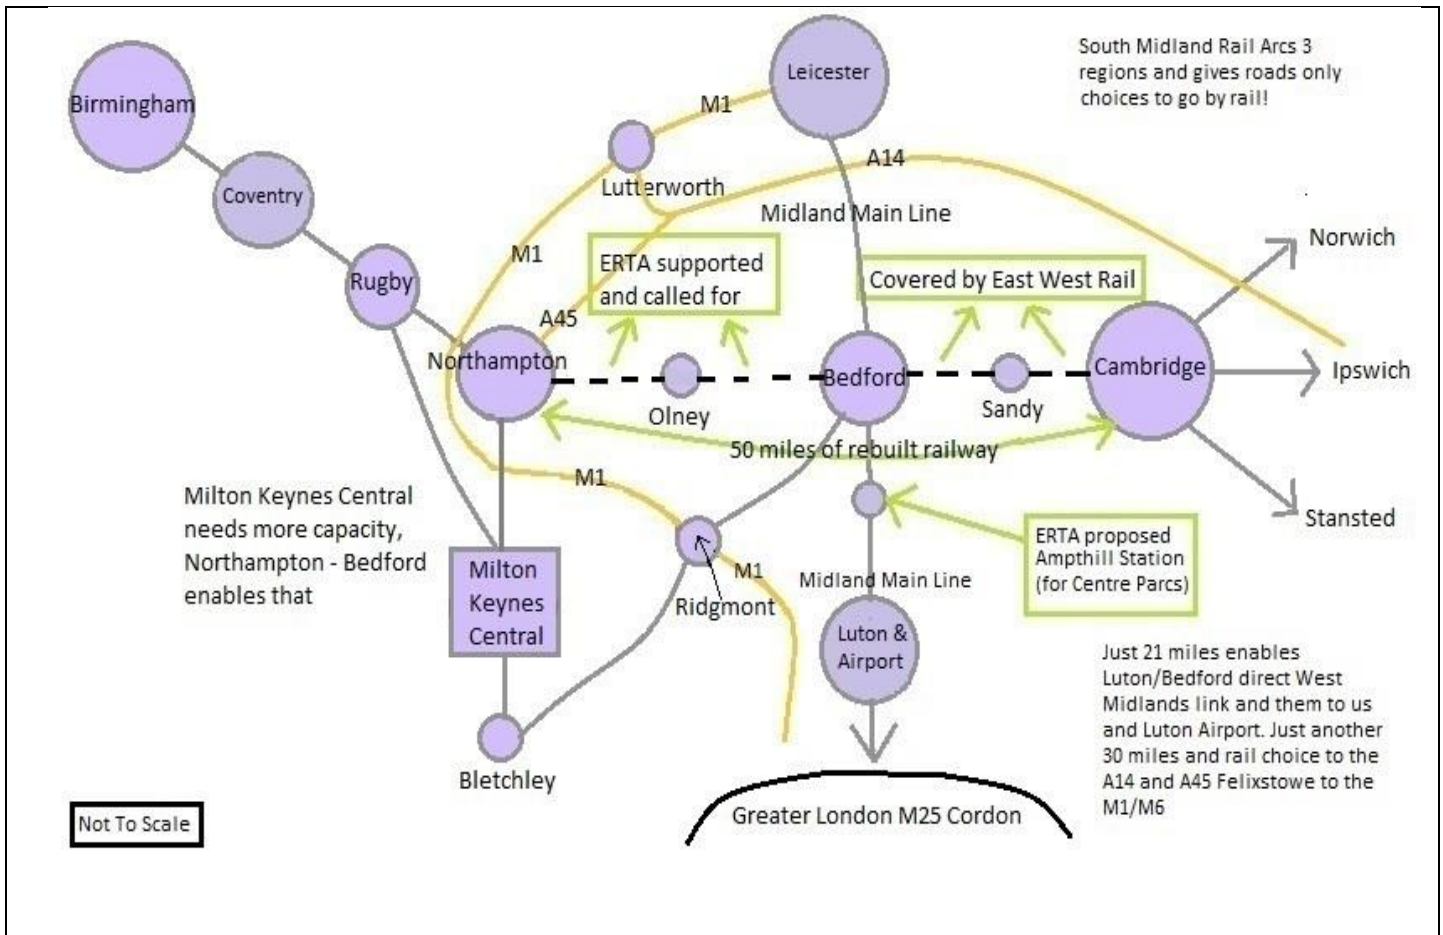 South Midland Rail Arcs 3
regions and gives roads only
choices to go by rail!
Leicester
Birmingham
M1
A14
Lutterworth
Coventry
Midland Main Line
Norwich
M1
ERTA supported
and called for
Covered by East West Rail
Rugby
A45
Northampton
Cambridge
Ipswich
Bedford
Olney
Sandy
50 miles of rebuilt railway
M1
Milton Keynes Central
needs more capacity,
Northampton - Bedford
enables that
Stansted
ERTA proposed
Ampthill Station
(for Centre Parcs)
M1
Milton
Keynes
Central
Midland Main Line
Ridgmont
Luton &
Airport
Just 21 miles enables
Luton/Bedford direct West
Midlands link and them to us
and Luton Airport. Just another
30 miles and rail choice to the
A14 and A45 Felixstowe to the
M1/M6
Bletchley
Greater London M25 Cordon
Not To Scale